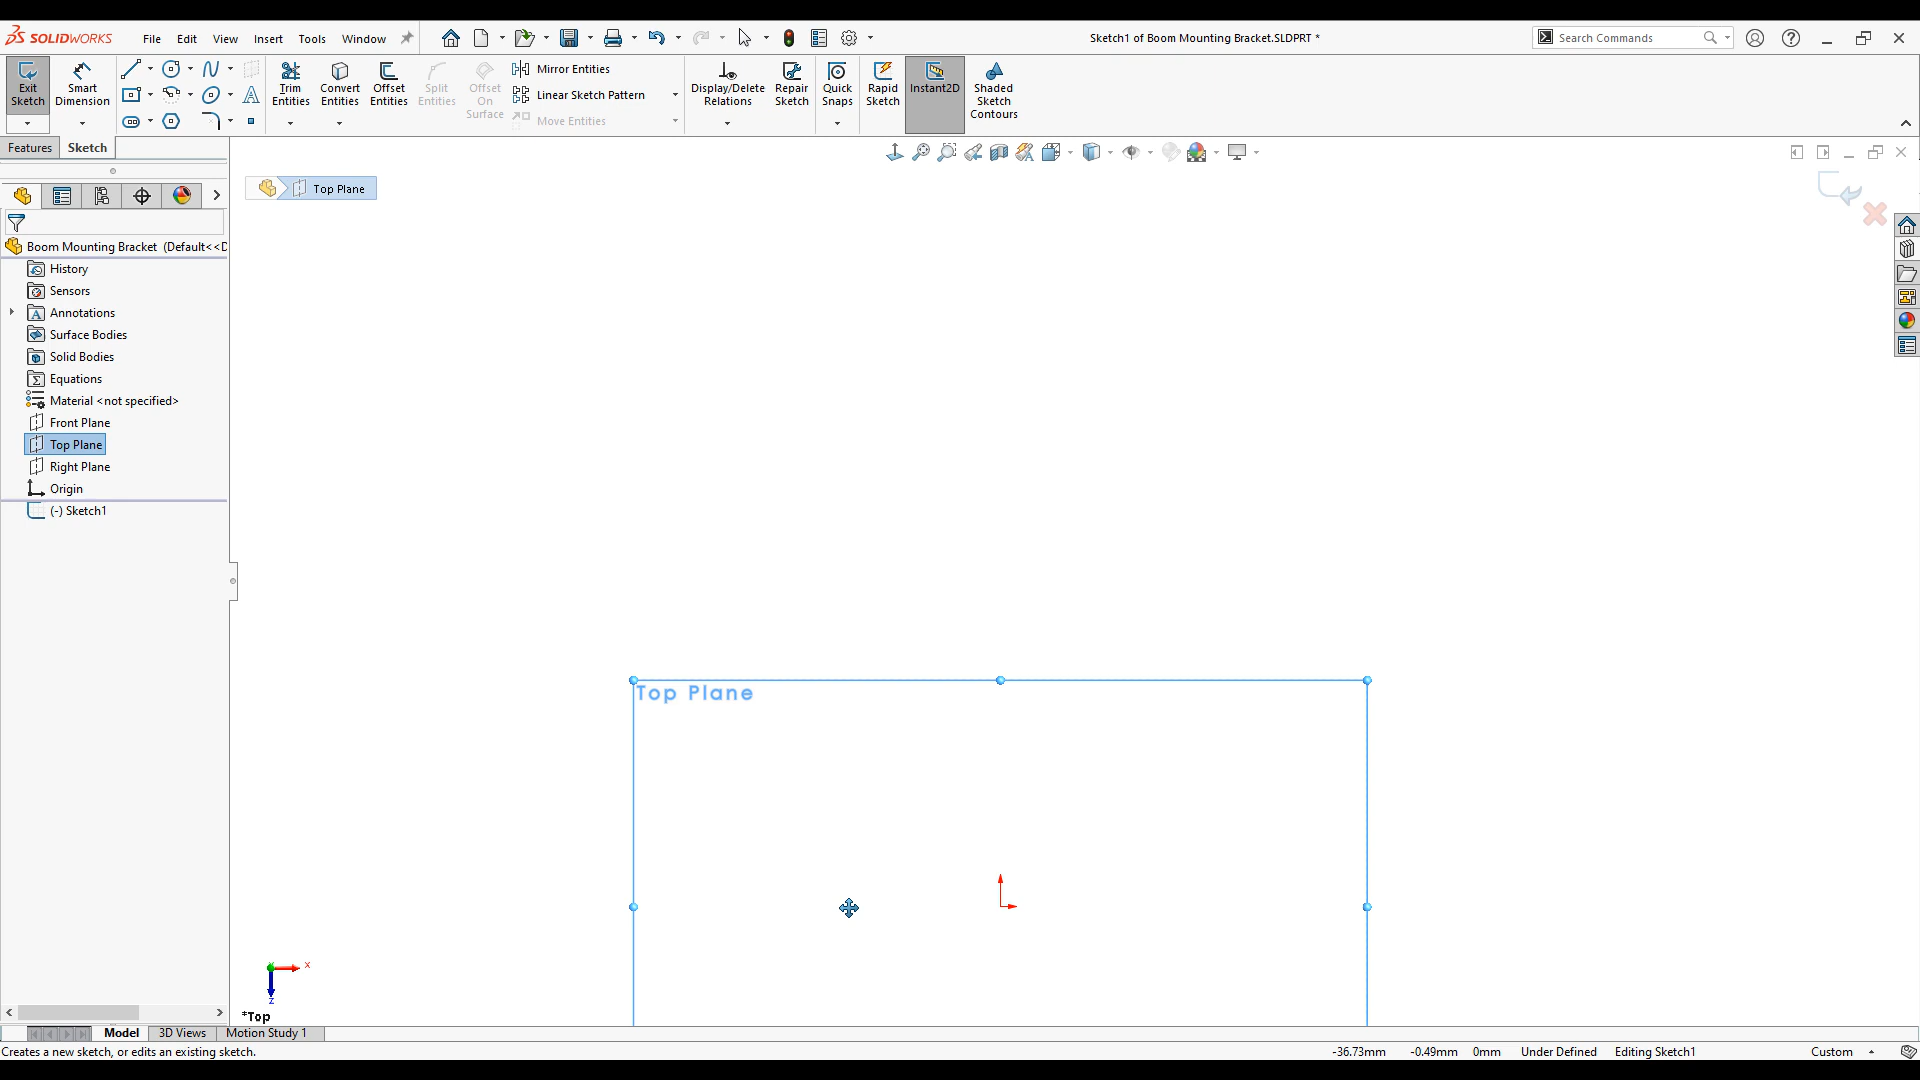 SOLIDWORKS File Edit View Insert Tools Window Sketch1 of Boom Mounting Bracket.SLDPRT * Search Commands
Exit Sketch
Smart Dimension
Trim Entities
Convert Entities
Offset Entities
Split Entities
Offset On Surface
Mirror Entities
Linear Sketch Pattern
Move Entities
Display/Delete Relations
Repair Sketch
Quick Snaps
Rapid Sketch
Instant2D
Shaded Sketch Contours
Features Sketch
Top Plane
Boom Mounting Bracket (Default<<D
History
Sensors
Annotations
Surface Bodies
Solid Bodies
Equations
Material <not specified>
Front Plane
Top Plane
Right Plane
Origin
(-) Sketch1
Top Plane
Y
X
Z
*Top
Model 3D Views Motion Study 1
Creates a new sketch, or edits an existing sketch. -36.73mm -0.49mm 0mm Under Defined Editing Sketch1 Custom